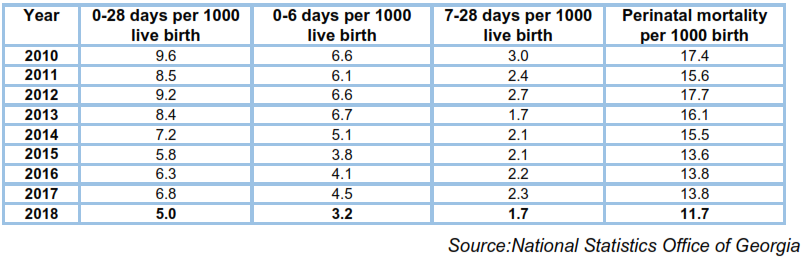 Year 0-28 days per 1000 live birth 0-6 days per 1000 live birth 7-28 days per 1000 live birth Perinatal mortality per 1000 birth
2010 9.6 6.6 3.0 17.4
2011 8.5 6.1 2.4 15.6
2012 9.2 6.6 2.7 17.7
2013 8.4 6.7 1.7 16.1
2014 7.2 5.1 2.1 15.5
2015 5.8 3.8 2.1 13.6
2016 6.3 4.1 2.2 13.8
2017 6.8 4.5 2.3 13.8
2018 5.0 3.2 1.7 11.7
Source:National Statistics Office of Georgia